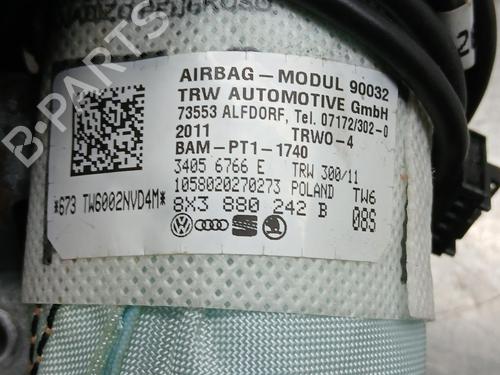 AIRBAG - MODUL 90032
TRW AUTOMOTIVE GmbH
73553 ALFDORF, Tel. 07172/302-0
2011 TRWO-4
BAM-PT1-1740
3405 6766 E TRW 300/11
1058020270273 POLAND TW6
*673 TW6002NVD4M*
8X3 880 242 B 08S